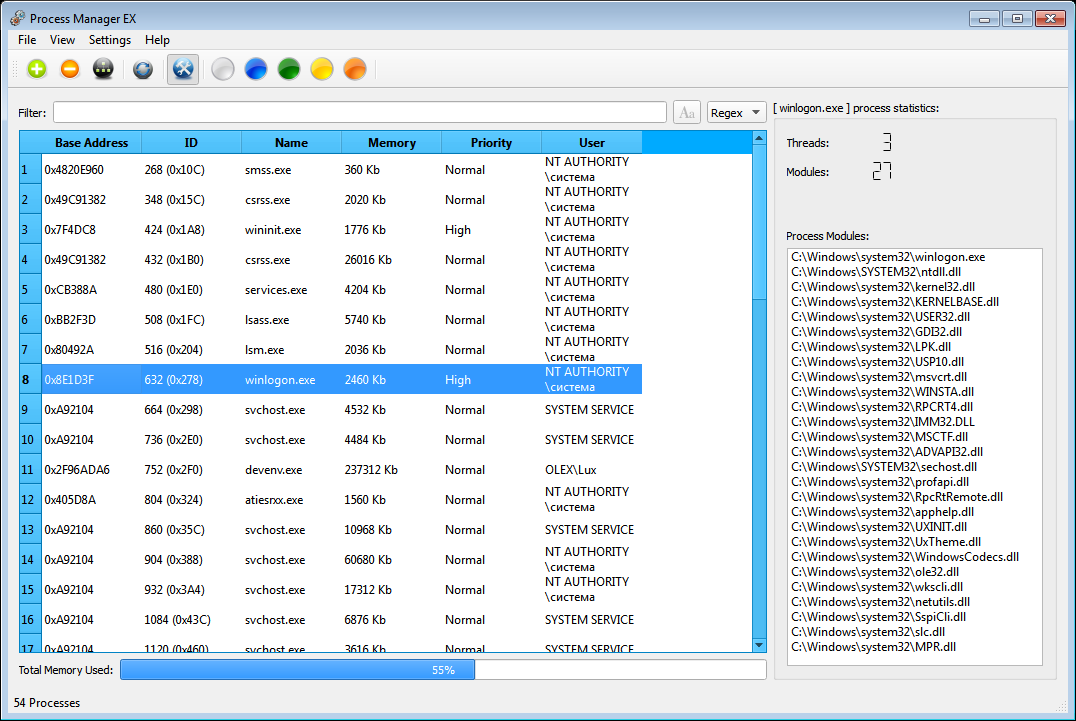 Process Manager EX
File View Settings Help
Filter: Aa Regex
Base Address ID Name Memory Priority User
1 0x4820E960 268 (0x10C) smss.exe 360 Kb Normal NT AUTHORITY
\система
2 0x49C91382 348 (0x15C) csrss.exe 2020 Kb Normal NT AUTHORITY
\система
3 0x7F4DC8 424 (0x1A8) wininit.exe 1776 Kb High NT AUTHORITY
\система
4 0x49C91382 432 (0x1B0) csrss.exe 26016 Kb Normal NT AUTHORITY
\система
5 0xCB388A 480 (0x1E0) services.exe 4204 Kb Normal NT AUTHORITY
\система
6 0xBB2F3D 508 (0x1FC) lsass.exe 5740 Kb Normal NT AUTHORITY
\система
7 0x80492A 516 (0x204) lsm.exe 2036 Kb Normal NT AUTHORITY
\система
8 0x8E1D3F 632 (0x278) winlogon.exe 2460 Kb High NT AUTHORITY
\система
9 0xA92104 664 (0x298) svchost.exe 4532 Kb Normal SYSTEM SERVICE
10 0xA92104 736 (0x2E0) svchost.exe 4484 Kb Normal SYSTEM SERVICE
11 0x2F96ADA6 752 (0x2F0) devenv.exe 237312 Kb Normal OLEX\Lux
12 0x405D8A 804 (0x324) atiesrxx.exe 1560 Kb Normal NT AUTHORITY
\система
13 0xA92104 860 (0x35C) svchost.exe 10968 Kb Normal SYSTEM SERVICE
14 0xA92104 904 (0x388) svchost.exe 60680 Kb Normal NT AUTHORITY
\система
15 0xA92104 932 (0x3A4) svchost.exe 17312 Kb Normal NT AUTHORITY
\система
16 0xA92104 1084 (0x43C) svchost.exe 6876 Kb Normal SYSTEM SERVICE
17 0xA92104 1120 (0x460) svchost.exe 3616 Kb Normal SYSTEM SERVICE
Total Memory Used: 55%
54 Processes
[ winlogon.exe ] process statistics:
Threads: 3
Modules: 27
Process Modules:
C:\Windows\system32\winlogon.exe
C:\Windows\SYSTEM32\ntdll.dll
C:\Windows\system32\kernel32.dll
C:\Windows\system32\KERNELBASE.dll
C:\Windows\system32\USER32.dll
C:\Windows\system32\GDI32.dll
C:\Windows\system32\LPK.dll
C:\Windows\system32\USP10.dll
C:\Windows\system32\msvcrt.dll
C:\Windows\system32\WINSTA.dll
C:\Windows\system32\RPCRT4.dll
C:\Windows\system32\IMM32.DLL
C:\Windows\system32\MSCTF.dll
C:\Windows\system32\ADVAPI32.dll
C:\Windows\SYSTEM32\sechost.dll
C:\Windows\system32\profapi.dll
C:\Windows\system32\RpcRtRemote.dll
C:\Windows\system32\apphelp.dll
C:\Windows\system32\UXINIT.dll
C:\Windows\system32\UxTheme.dll
C:\Windows\system32\WindowsCodecs.dll
C:\Windows\system32\ole32.dll
C:\Windows\system32\wkscli.dll
C:\Windows\system32\netutils.dll
C:\Windows\system32\SspiCli.dll
C:\Windows\system32\slc.dll
C:\Windows\system32\MPR.dll